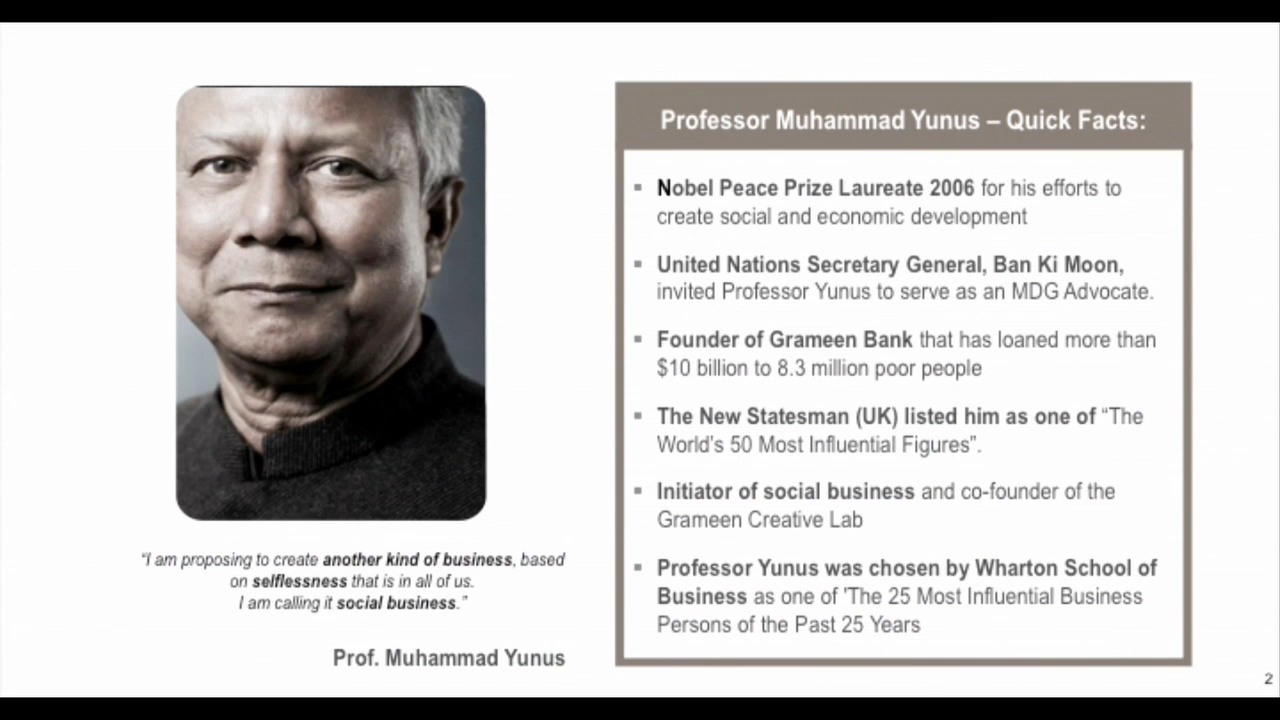 “I am proposing to create another kind of business, based
on selflessness that is in all of us.
I am calling it social business.”
Prof. Muhammad Yunus
Professor Muhammad Yunus – Quick Facts:
▪ Nobel Peace Prize Laureate 2006 for his efforts to
create social and economic development
▪ United Nations Secretary General, Ban Ki Moon,
invited Professor Yunus to serve as an MDG Advocate.
▪ Founder of Grameen Bank that has loaned more than
$10 billion to 8.3 million poor people
▪ The New Statesman (UK) listed him as one of “The
World’s 50 Most Influential Figures”.
▪ Initiator of social business and co-founder of the
Grameen Creative Lab
▪ Professor Yunus was chosen by Wharton School of
Business as one of 'The 25 Most Influential Business
Persons of the Past 25 Years
2